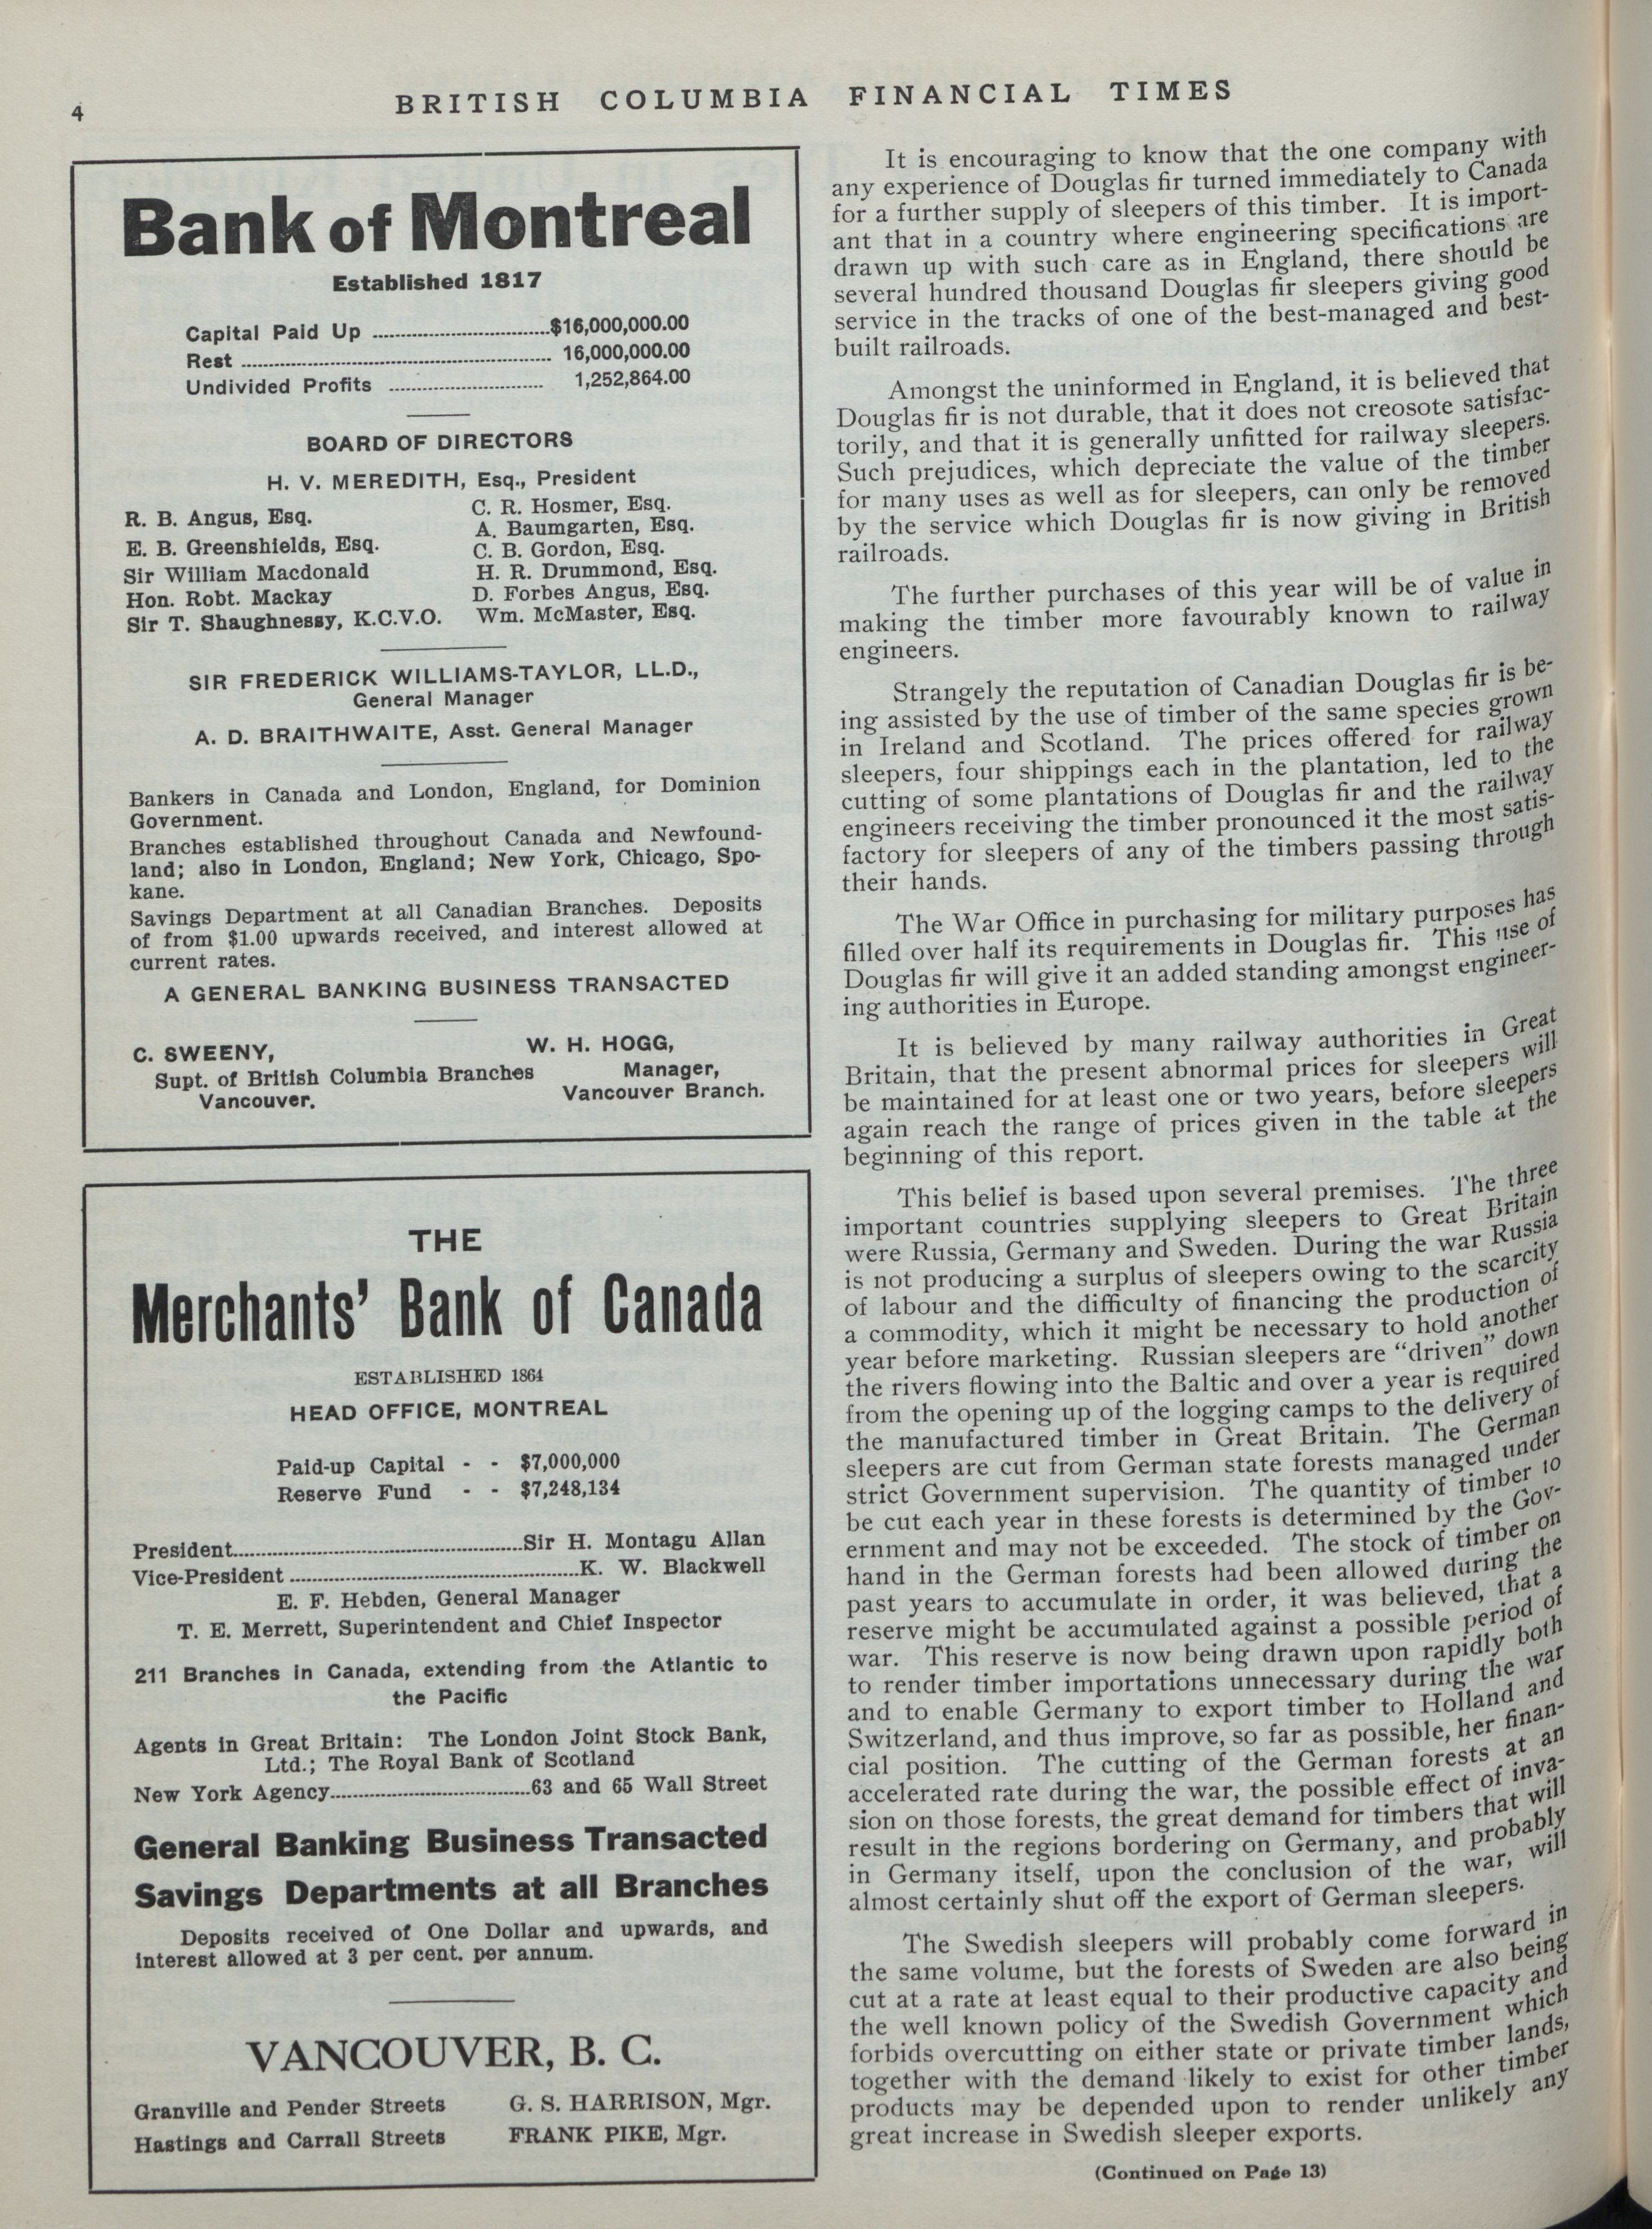 4
BRITISH COLUMBIA FINANCIAL TIMES
Bank of Montreal
Established 1817
Capital Paid Up ..................................$16,000,000.00
Rest ........................................................... 16,000,000.00
Undivided Profits ............................. 1,252,864.00
BOARD OF DIRECTORS
H. V. MEREDITH, Esq., President
R. B. Angus, Esq.
E. B. Greenshields, Esq.
Sir William Macdonald
Hon. Robt. Mackay
Sir T. Shaughnessy, K.C.V.O.
C. R. Hosmer, Esq.
A. Baumgarten, Esq.
C. B. Gordon, Esq.
H. R. Drummond, Esq.
D. Forbes Angus, Esq.
Wm. McMaster, Esq.
SIR FREDERICK WILLIAMS-TAYLOR, LL.D.,
General Manager
A. D. BRAITHWAITE, Asst. General Manager
Bankers in Canada and London, England, for Dominion
Government.
Branches established throughout Canada and Newfound-
land; also in London, England; New York, Chicago, Spo-
kane.
Savings Department at all Canadian Branches. Deposits
of from $1.00 upwards received, and interest allowed at
current rates.
A GENERAL BANKING BUSINESS TRANSACTED
C. SWEENY,
Supt. of British Columbia Branches
Vancouver.
W. H. HOGG,
Manager,
Vancouver Branch.
THE
Merchants' Bank of Canada
ESTABLISHED 1864
HEAD OFFICE, MONTREAL
Paid-up Capital - - $7,000,000
Reserve Fund - - $7,248,134
President......................................................Sir H. Montagu Allan
Vice-President ......................................................K. W. Blackwell
E. F. Hebden, General Manager
T. E. Merrett, Superintendent and Chief Inspector
211 Branches in Canada, extending from the Atlantic to
the Pacific
Agents in Great Britain: The London Joint Stock Bank,
Ltd.; The Royal Bank of Scotland
New York Agency.....................................63 and 65 Wall Street
General Banking Business Transacted
Savings Departments at all Branches
Deposits received of One Dollar and upwards, and
interest allowed at 3 per cent. per annum.
VANCOUVER, B. C.
Granville and Pender Streets G. S. HARRISON, Mgr.
Hastings and Carrall Streets FRANK PIKE, Mgr.
It is encouraging to know that the one company with
any experience of Douglas fir turned immediately to Canada
for a further supply of sleepers of this timber. It is import-
ant that in a country where engineering specifications are
drawn up with such care as in England, there should be
several hundred thousand Douglas fir sleepers giving good
service in the tracks of one of the best-managed and best-
built railroads.
Amongst the uninformed in England, it is believed that
Douglas fir is not durable, that it does not creosote satisfac-
torily, and that it is generally unfitted for railway sleepers.
Such prejudices, which depreciate the value of the timber
for many uses as well as for sleepers, can only be removed
by the service which Douglas fir is now giving in British
railroads.
The further purchases of this year will be of value in
making the timber more favourably known to railway
engineers.
Strangely the reputation of Canadian Douglas fir is be-
ing assisted by the use of timber of the same species grown
in Ireland and Scotland. The prices offered for railway
sleepers, four shippings each in the plantation, led to the
cutting of some plantations of Douglas fir and the railway
engineers receiving the timber pronounced it the most satis-
factory for sleepers of any of the timbers passing through
their hands.
The War Office in purchasing for military purposes has
filled over half its requirements in Douglas fir. This use of
Douglas fir will give it an added standing amongst engineer-
ing authorities in Europe.
It is believed by many railway authorities in Great
Britain, that the present abnormal prices for sleepers will
be maintained for at least one or two years, before sleepers
again reach the range of prices given in the table at the
beginning of this report.
This belief is based upon several premises. The three
important countries supplying sleepers to Great Britain
were Russia, Germany and Sweden. During the war Russia
is not producing a surplus of sleepers owing to the scarcity
of labour and the difficulty of financing the production of
a commodity, which it might be necessary to hold another
year before marketing. Russian sleepers are "driven" down
the rivers flowing into the Baltic and over a year is required
from the opening up of the logging camps to the delivery of
the manufactured timber in Great Britain. The German
sleepers are cut from German state forests managed under
strict Government supervision. The quantity of timber to
be cut each year in these forests is determined by the Gov-
ernment and may not be exceeded. The stock of timber on
hand in the German forests had been allowed during the
past years to accumulate in order, it was believed, that a
reserve might be accumulated against a possible period of
war. This reserve is now being drawn upon rapidly both
to render timber importations unnecessary during the war
and to enable Germany to export timber to Holland and
Switzerland, and thus improve, so far as possible, her finan-
cial position. The cutting of the German forests at an
accelerated rate during the war, the possible effect of inva-
sion on those forests, the great demand for timbers that will
result in the regions bordering on Germany, and probably
in Germany itself, upon the conclusion of the war, will
almost certainly shut off the export of German sleepers.
The Swedish sleepers will probably come forward in
the same volume, but the forests of Sweden are also being
cut at a rate at least equal to their productive capacity and
the well known policy of the Swedish Government which
forbids overcutting on either state or private timber lands,
together with the demand likely to exist for other timber
products may be depended upon to render unlikely any
great increase in Swedish sleeper exports.
(Continued on Page 13)